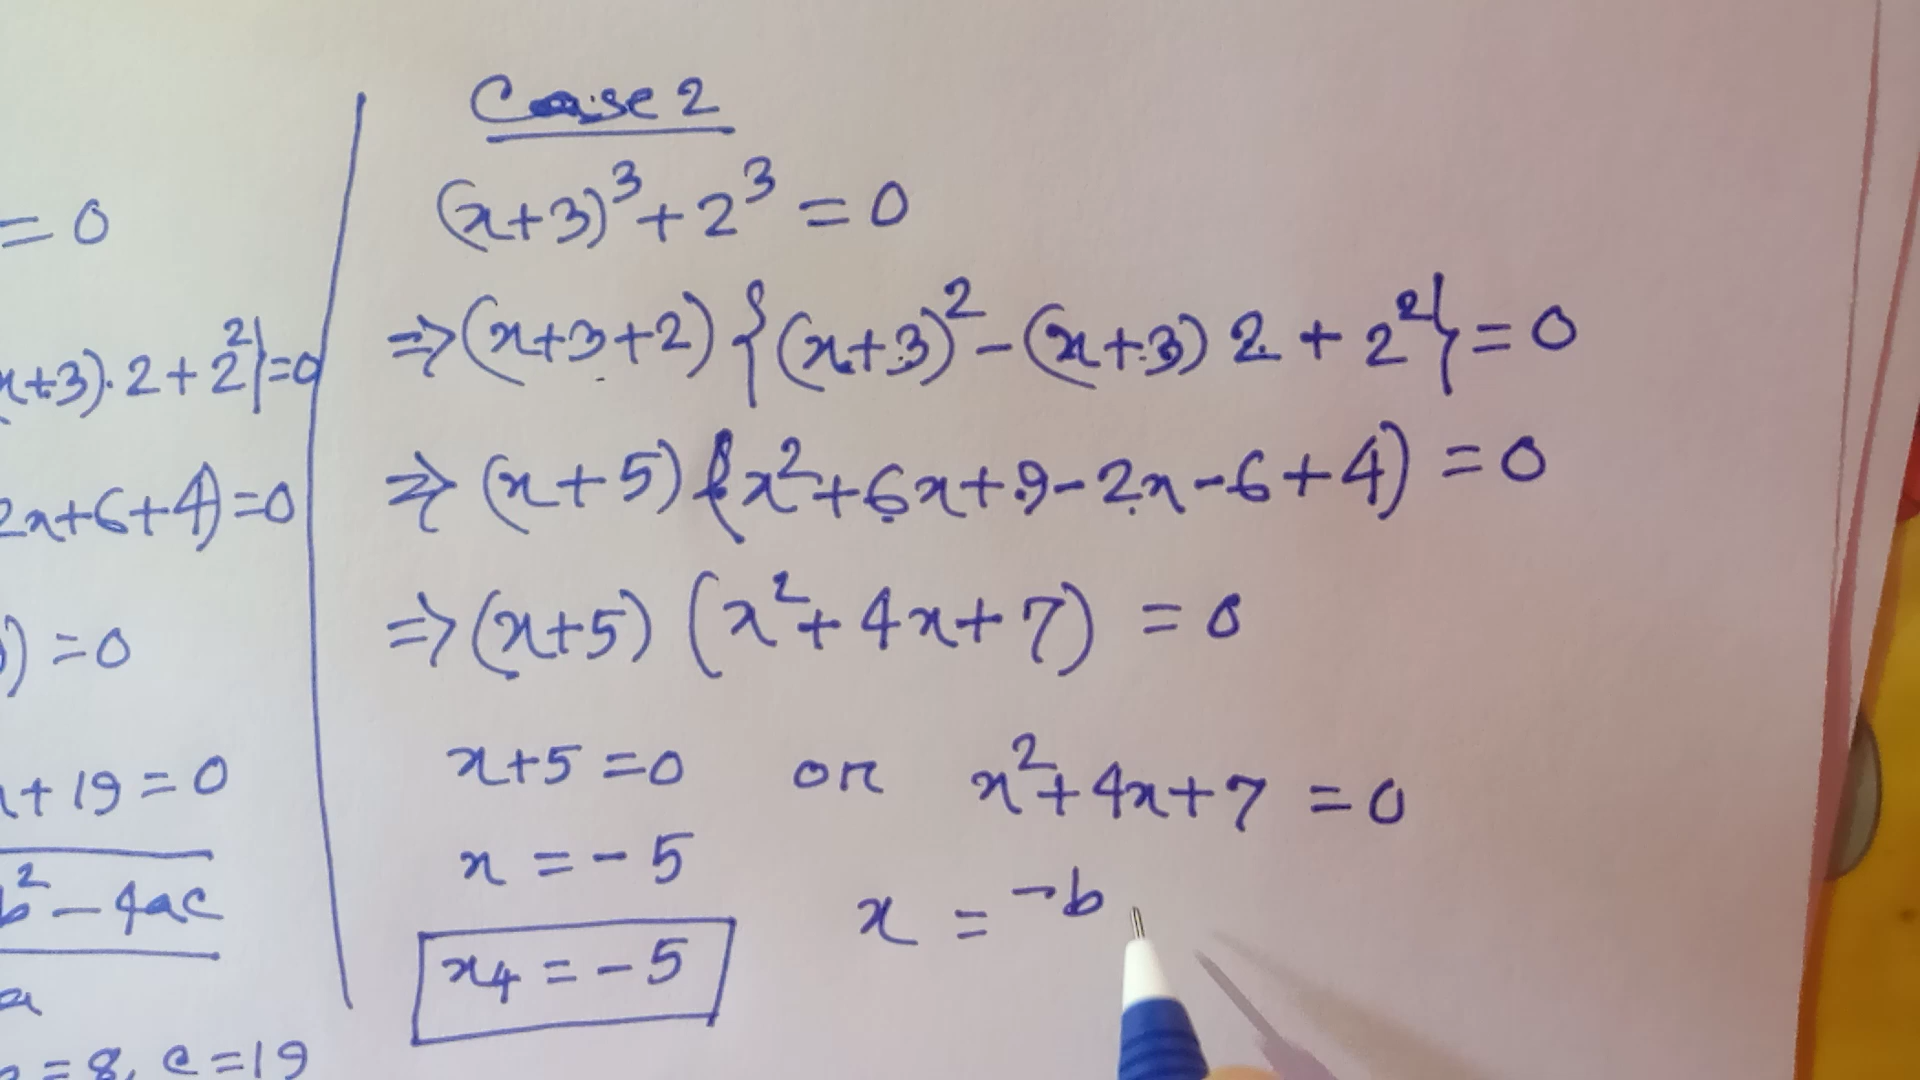 = 0
x+3).2+2²}=0
2x+6+4)=0
) =0
x+19=0
b²-4ac
a
=8, c=19
Case 2
(x+3)³+2³ = 0
⇒(x+3+2){(x+3)²-(x+3)2+2²}=0
⇒(x+5){x²+6x+9-2x-6+4) =0
⇒(x+5)(x²+4x+7) = 0
x+5=0 or x²+4x+7=0
x = -5
x = -b
x₄ = -5